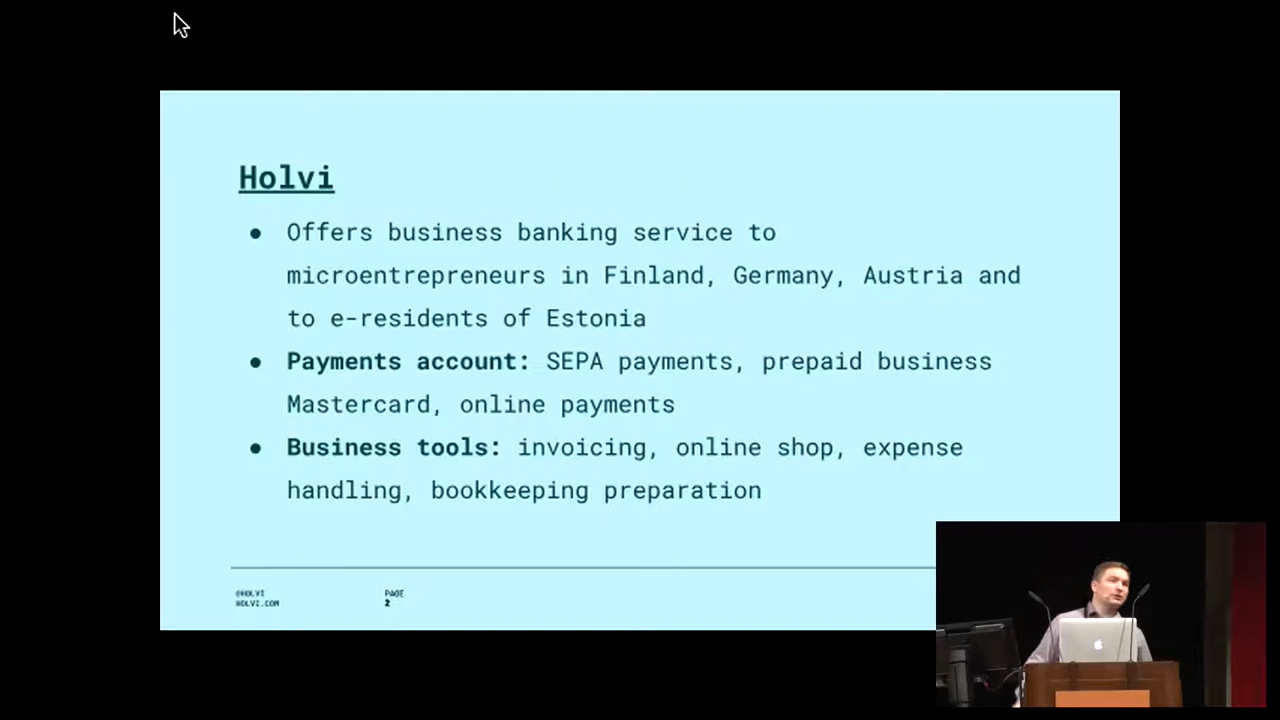 Holvi
● Offers business banking service to
microentrepreneurs in Finland, Germany, Austria and
to e-residents of Estonia
● Payments account: SEPA payments, prepaid business
Mastercard, online payments
● Business tools: invoicing, online shop, expense
handling, bookkeeping preparation
@HOLVI
HOLVI.COM
PAGE
2